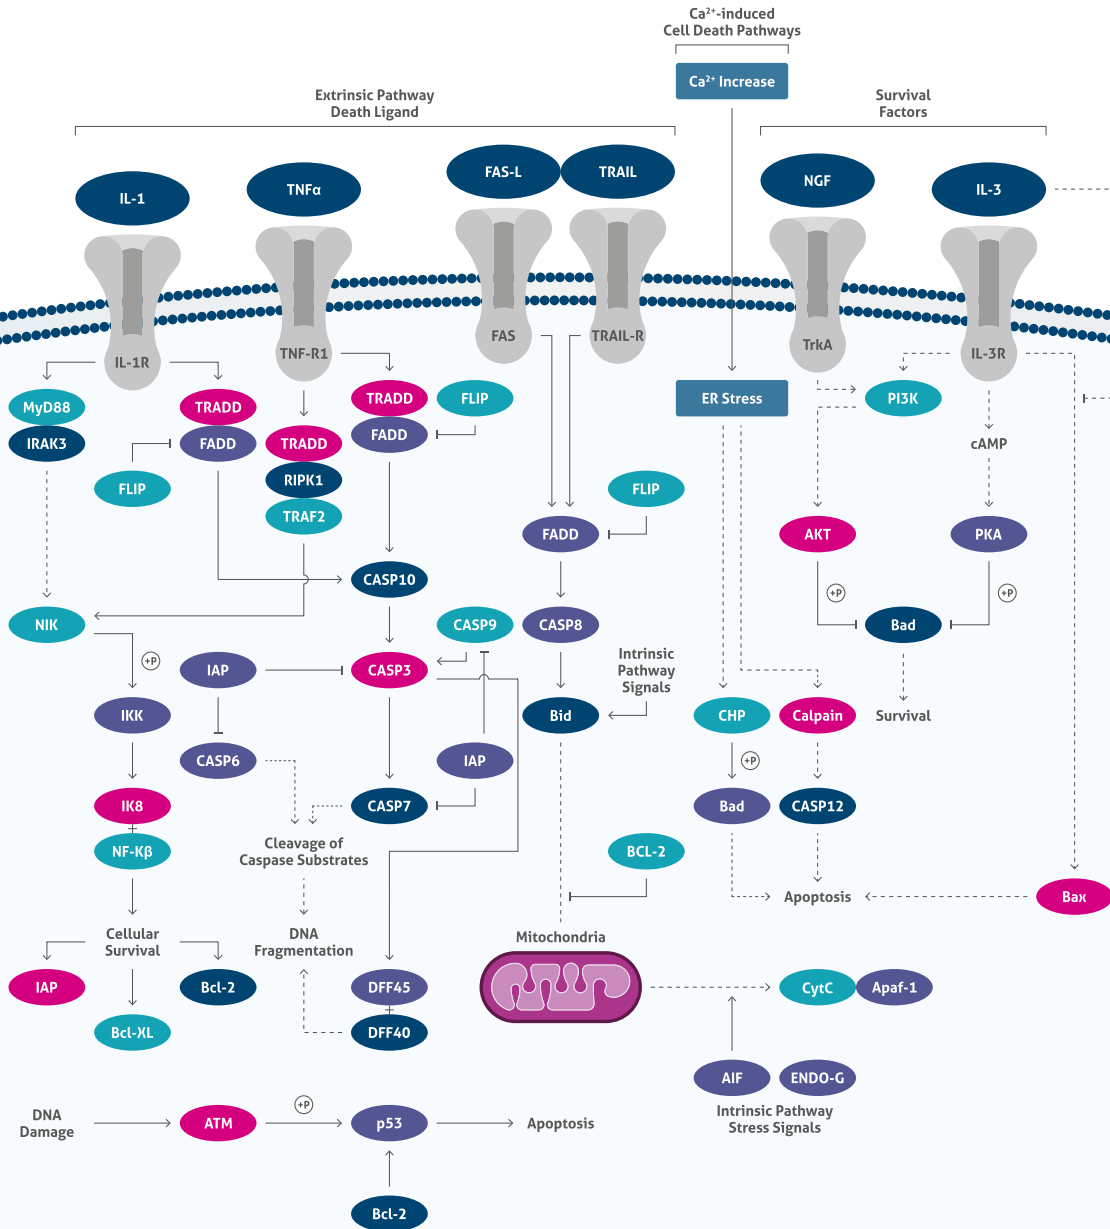 Ca²⁺-induced
Cell Death Pathways
Ca²⁺ Increase
Extrinsic Pathway
Death Ligand
Survival
Factors
IL-1
TNFα
FAS-L
TRAIL
NGF
IL-3
IL-1R
TNF-R1
FAS
TRAIL-R
TrkA
IL-3R
MyD88
IRAK3
TRADD
FADD
FLIP
TRADD
RIPK1
TRAF2
TRADD
FADD
FLIP
ER Stress
PI3K
cAMP
FLIP
FADD
AKT
PKA
CASP10
+P
+P
NIK
CASP9
CASP8
Bad
+P
IAP
CASP3
Intrinsic
Pathway
Signals
IKK
Bid
CHP
Calpain
Survival
CASP6
IAP
+P
IK8
CASP7
Bad
CASP12
NF-Kβ
Cleavage of
Caspase Substrates
BCL-2
Apoptosis
Bax
Cellular
Survival
DNA
Fragmentation
Mitochondria
IAP
Bcl-2
DFF45
CytC
Apaf-1
Bcl-XL
DFF40
AIF
ENDO-G
Intrinsic Pathway
Stress Signals
DNA
Damage
ATM
+P
p53
Apoptosis
Bcl-2